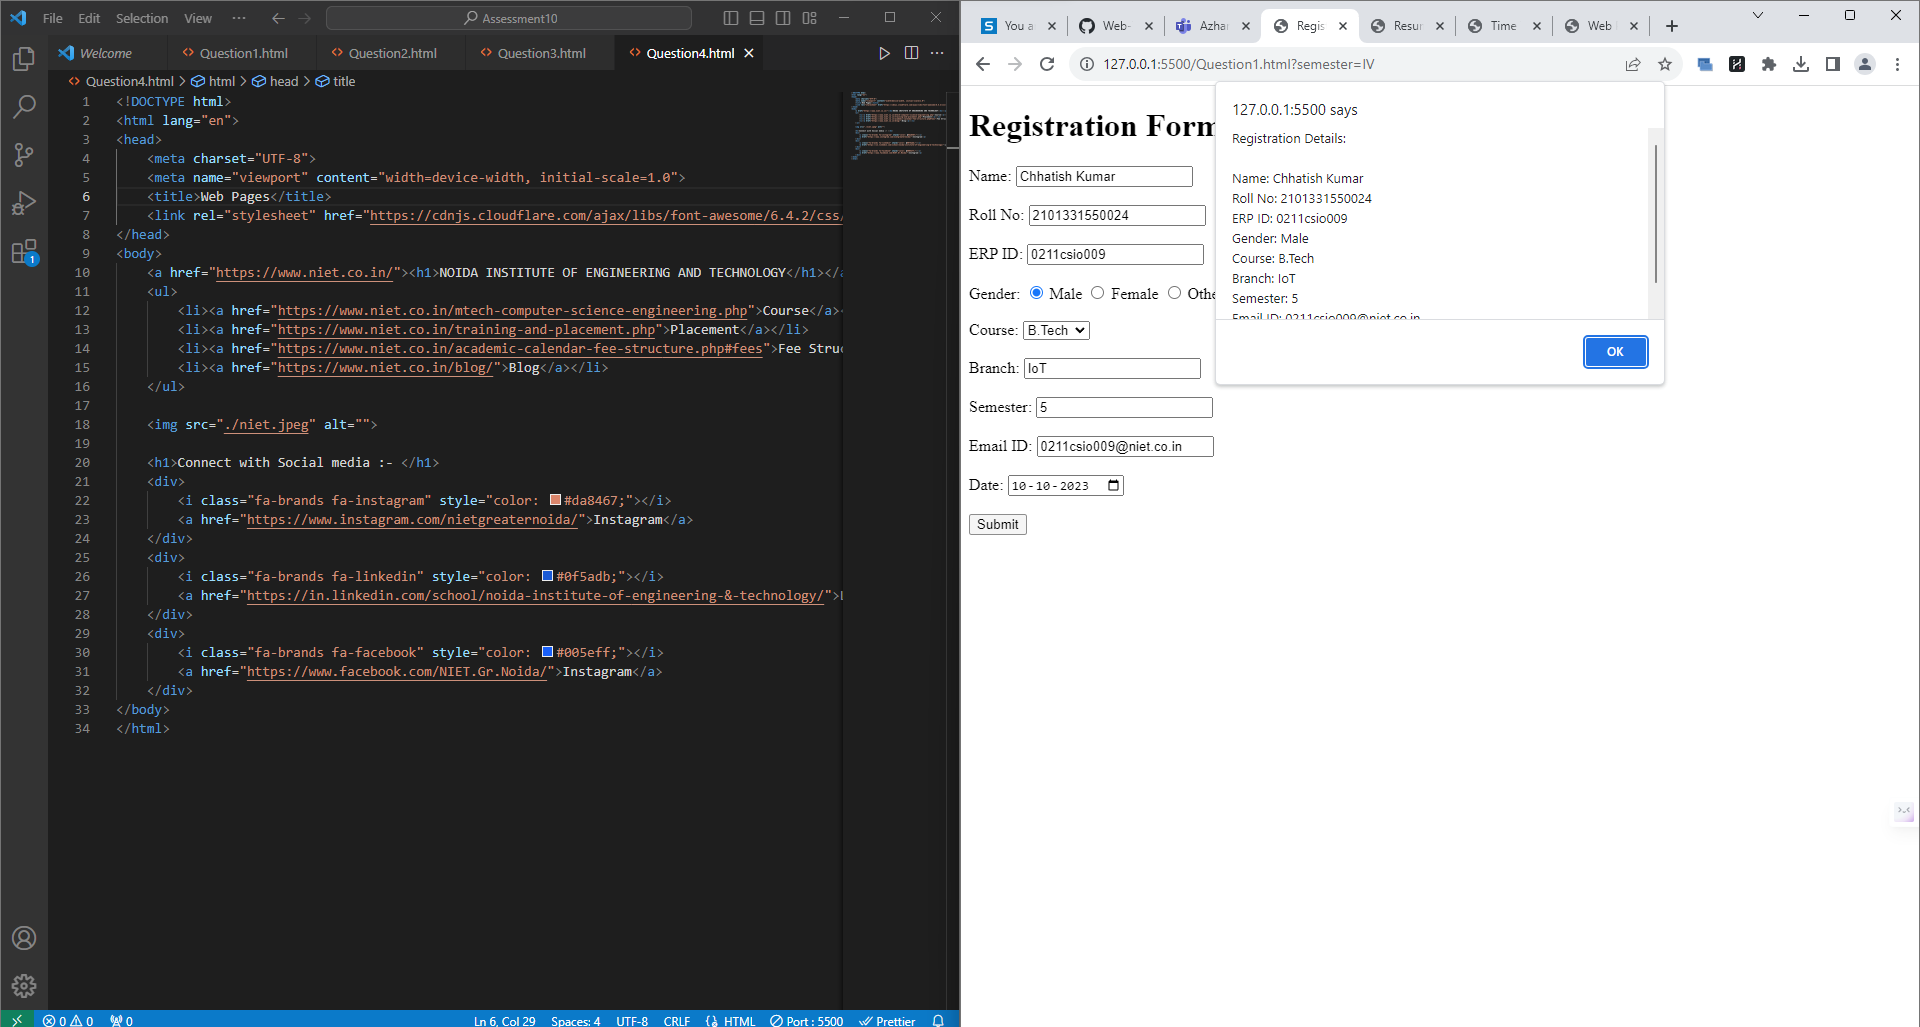 File Edit Selection View ··· Assessment10
Welcome Question1.html Question2.html Question3.html Question4.html
Question4.html > html > head > title
1 <!DOCTYPE html>
2 <html lang="en">
3 <head>
4 <meta charset="UTF-8">
5 <meta name="viewport" content="width=device-width, initial-scale=1.0">
6 <title>Web Pages</title>
7 <link rel="stylesheet" href="https://cdnjs.cloudflare.com/ajax/libs/font-awesome/6.4.2/css/
8 </head>
9 <body>
10 <a href="https://www.niet.co.in/"><h1>NOIDA INSTITUTE OF ENGINEERING AND TECHNOLOGY</h1></a
11 <ul>
12 <li><a href="https://www.niet.co.in/mtech-computer-science-engineering.php">Course</a><
13 <li><a href="https://www.niet.co.in/training-and-placement.php">Placement</a></li>
14 <li><a href="https://www.niet.co.in/academic-calendar-fee-structure.php#fees">Fee Struc
15 <li><a href="https://www.niet.co.in/blog/">Blog</a></li>
16 </ul>
17
18 <img src="./niet.jpeg" alt="">
19
20 <h1>Connect with Social media :- </h1>
21 <div>
22 <i class="fa-brands fa-instagram" style="color: #da8467;"></i>
23 <a href="https://www.instagram.com/nietgreaternoida/">Instagram</a>
24 </div>
25 <div>
26 <i class="fa-brands fa-linkedin" style="color: #0f5adb;"></i>
27 <a href="https://in.linkedin.com/school/noida-institute-of-engineering-&-technology/">L
28 </div>
29 <div>
30 <i class="fa-brands fa-facebook" style="color: #005eff;"></i>
31 <a href="https://www.facebook.com/NIET.Gr.Noida/">Instagram</a>
32 </div>
33 </body>
34 </html>
1
0 0 0 Ln 6, Col 29 Spaces: 4 UTF-8 CRLF HTML Port : 5500 Prettier
You a Web- Azhar Regis Resur Time Web
127.0.0.1:5500/Question1.html?semester=IV
Registration Form
Name: Chhatish Kumar
Roll No: 2101331550024
ERP ID: 0211csio009
Gender: Male Female Othe
Course: B.Tech
Branch: IoT
Semester: 5
Email ID: 0211csio009@niet.co.in
Date: 10-10-2023
Submit
127.0.0.1:5500 says
Registration Details:
Name: Chhatish Kumar
Roll No: 2101331550024
ERP ID: 0211csio009
Gender: Male
Course: B.Tech
Branch: IoT
Semester: 5
Email ID: 0211csio009@niet.co.in
OK